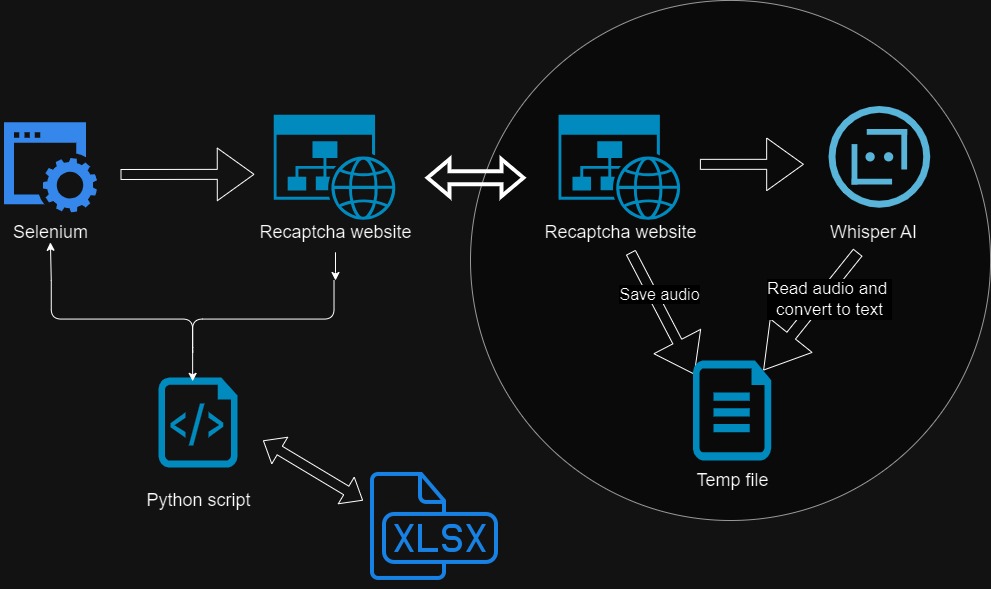 Selenium
Recaptcha website
Recaptcha website
Whisper AI
Save audio
Read audio and
convert to text
</>
Python script
Temp file
XLSX